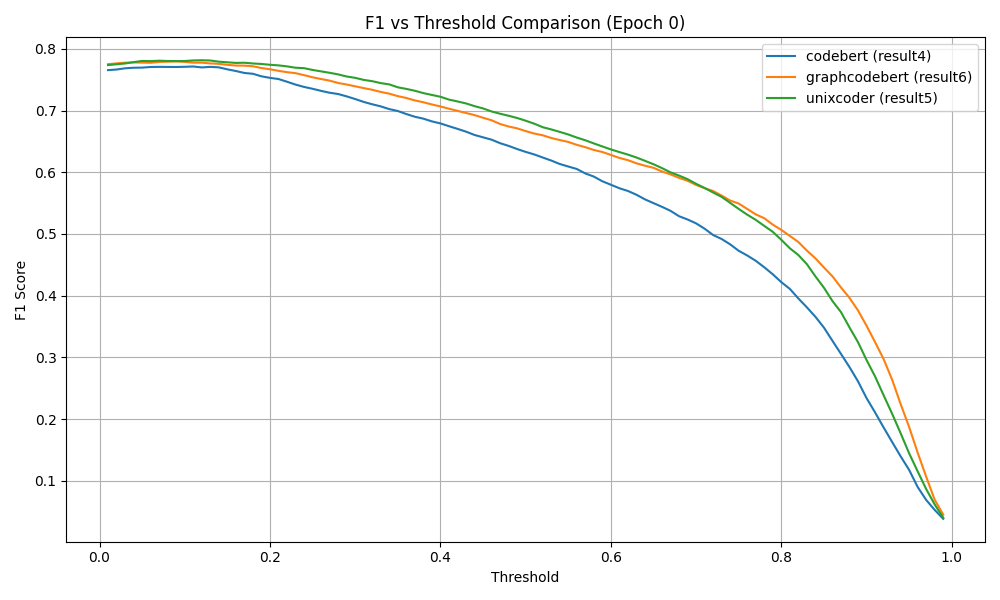 F1 vs Threshold Comparison (Epoch 0)
codebert (result4)
graphcodebert (result6)
unixcoder (result5)
F1 Score
0.8
0.7
0.6
0.5
0.4
0.3
0.2
0.1
0.0 0.2 0.4 0.6 0.8 1.0
Threshold